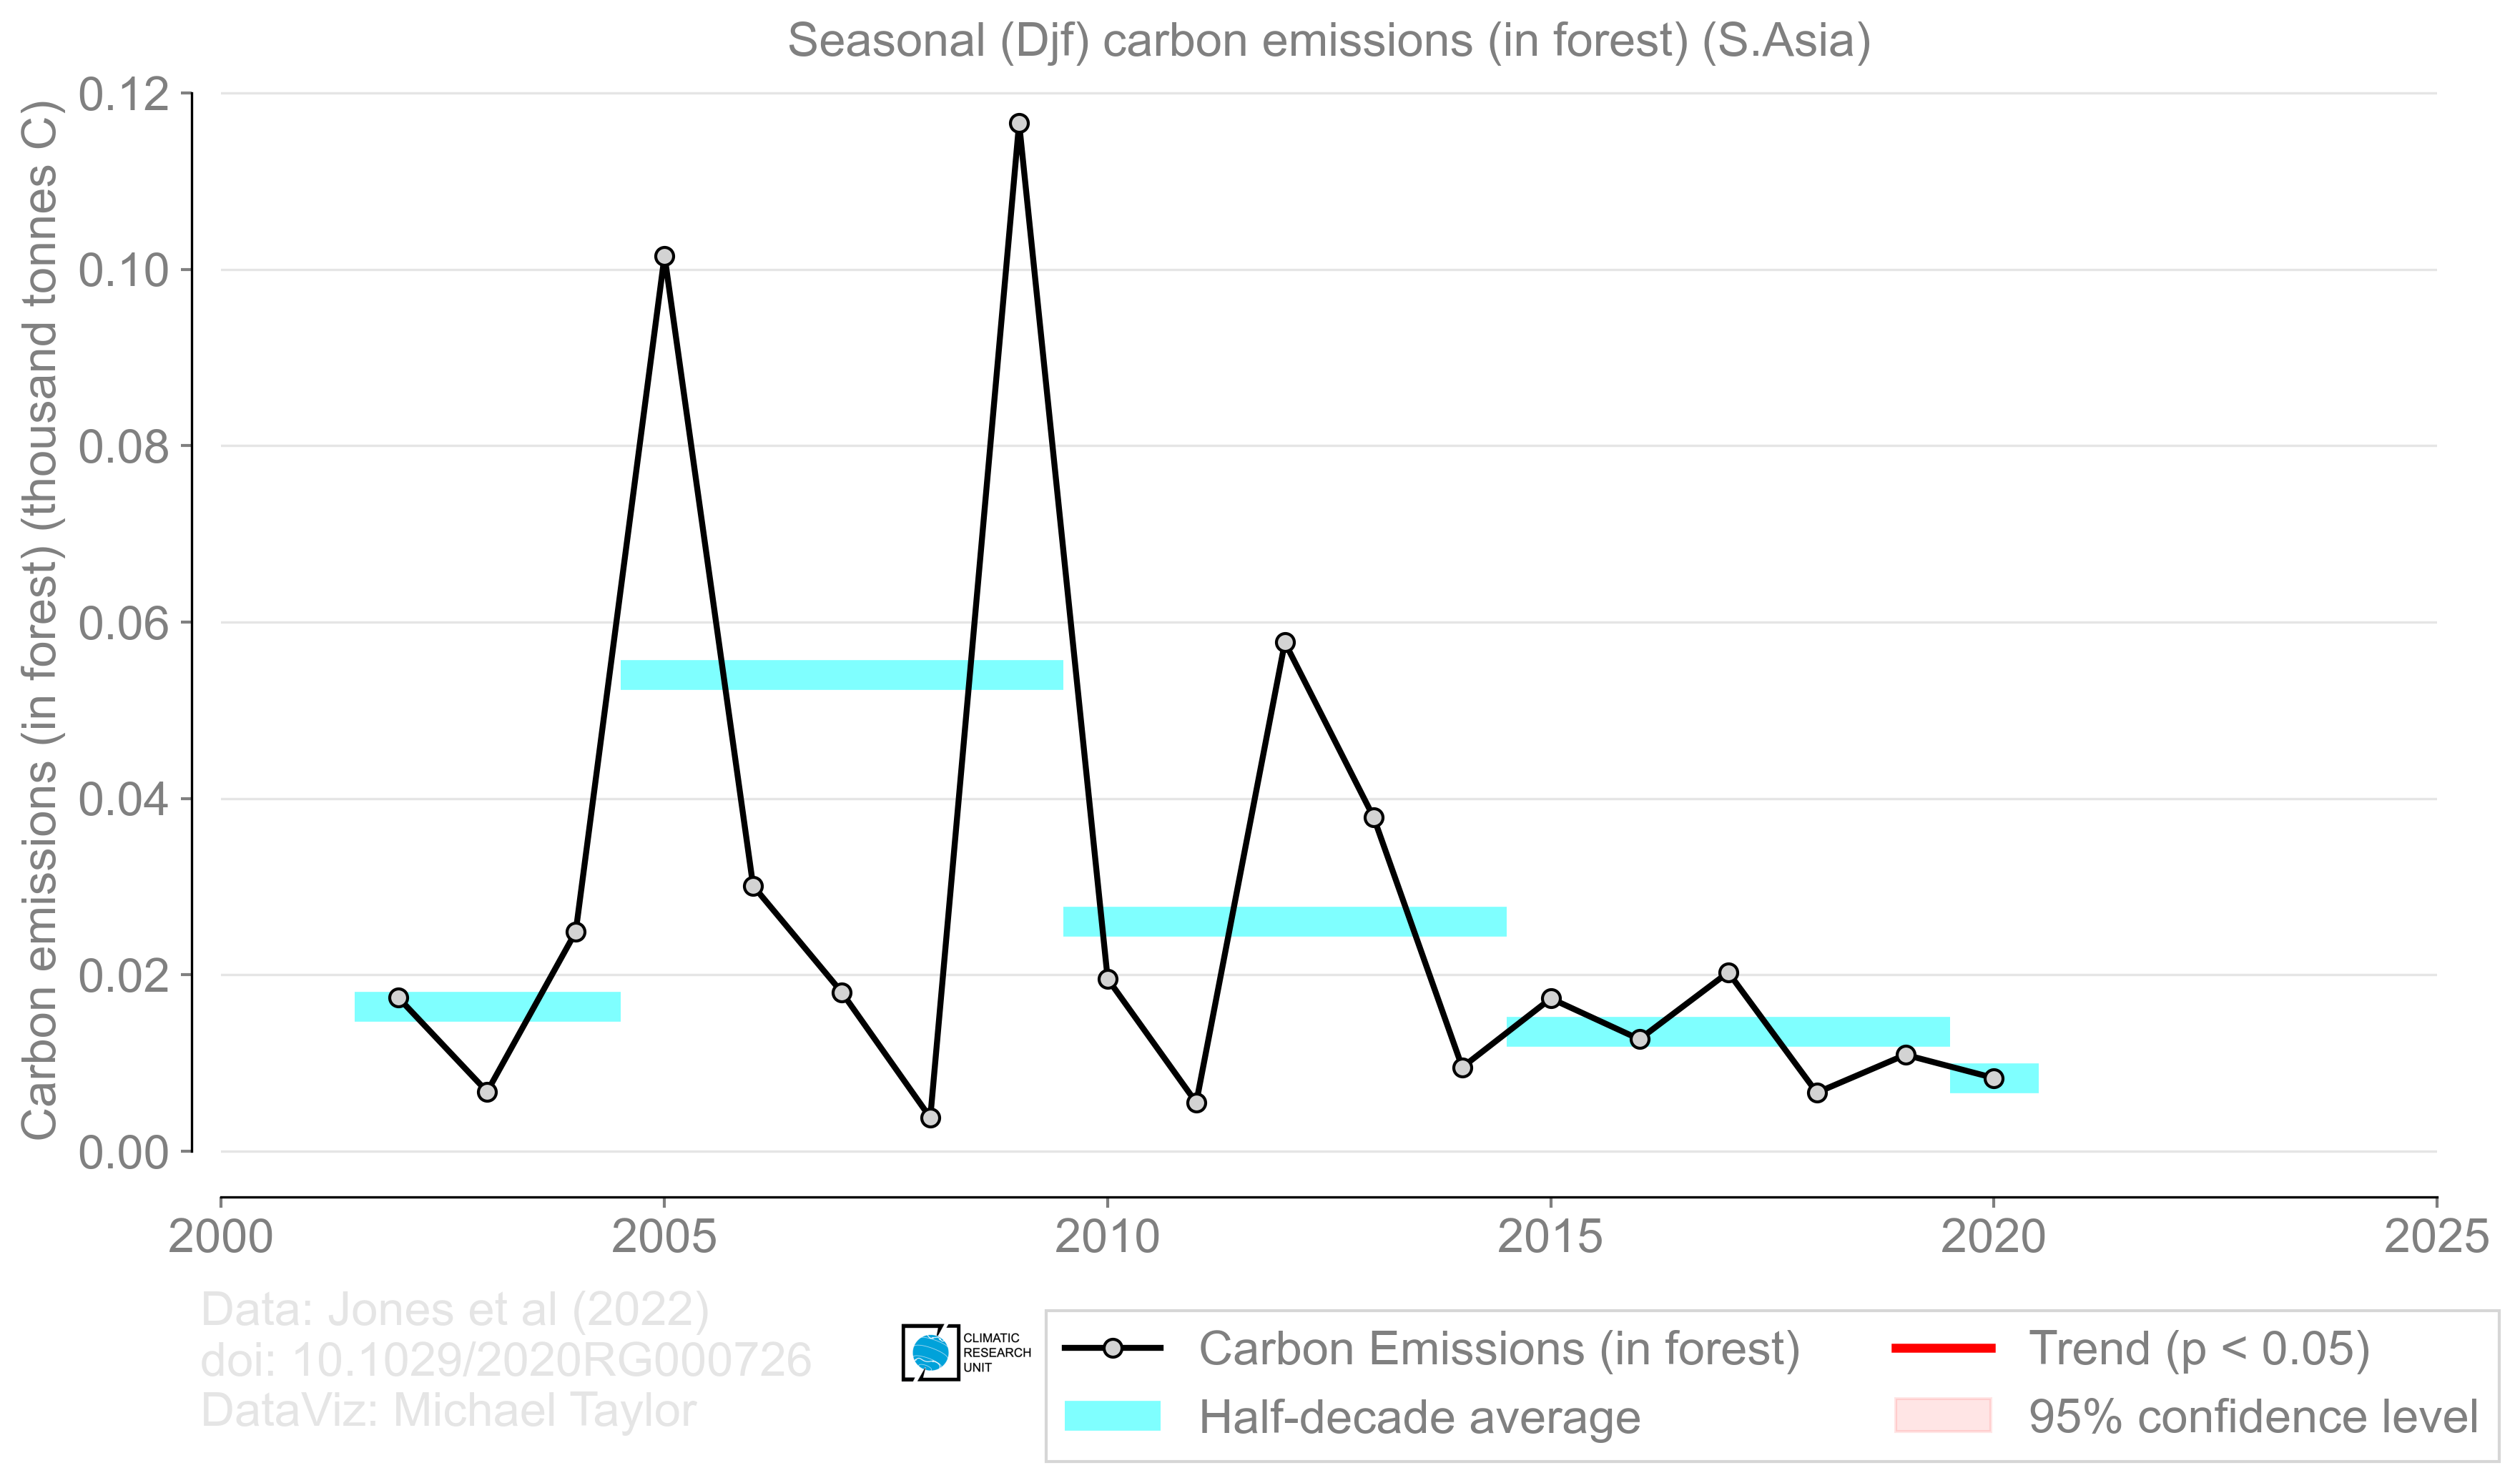 Seasonal (Djf) carbon emissions (in forest) (S.Asia)
Carbon emissions (in forest) (thousand tonnes C)
0.12
0.10
0.08
0.06
0.04
0.02
0.00
2000 2005 2010 2015 2020 2025
Data: Jones et al (2022)
doi: 10.1029/2020RG000726
DataViz: Michael Taylor
CLIMATIC
RESEARCH
UNIT
Carbon Emissions (in forest)
Half-decade average
Trend (p < 0.05)
95% confidence level